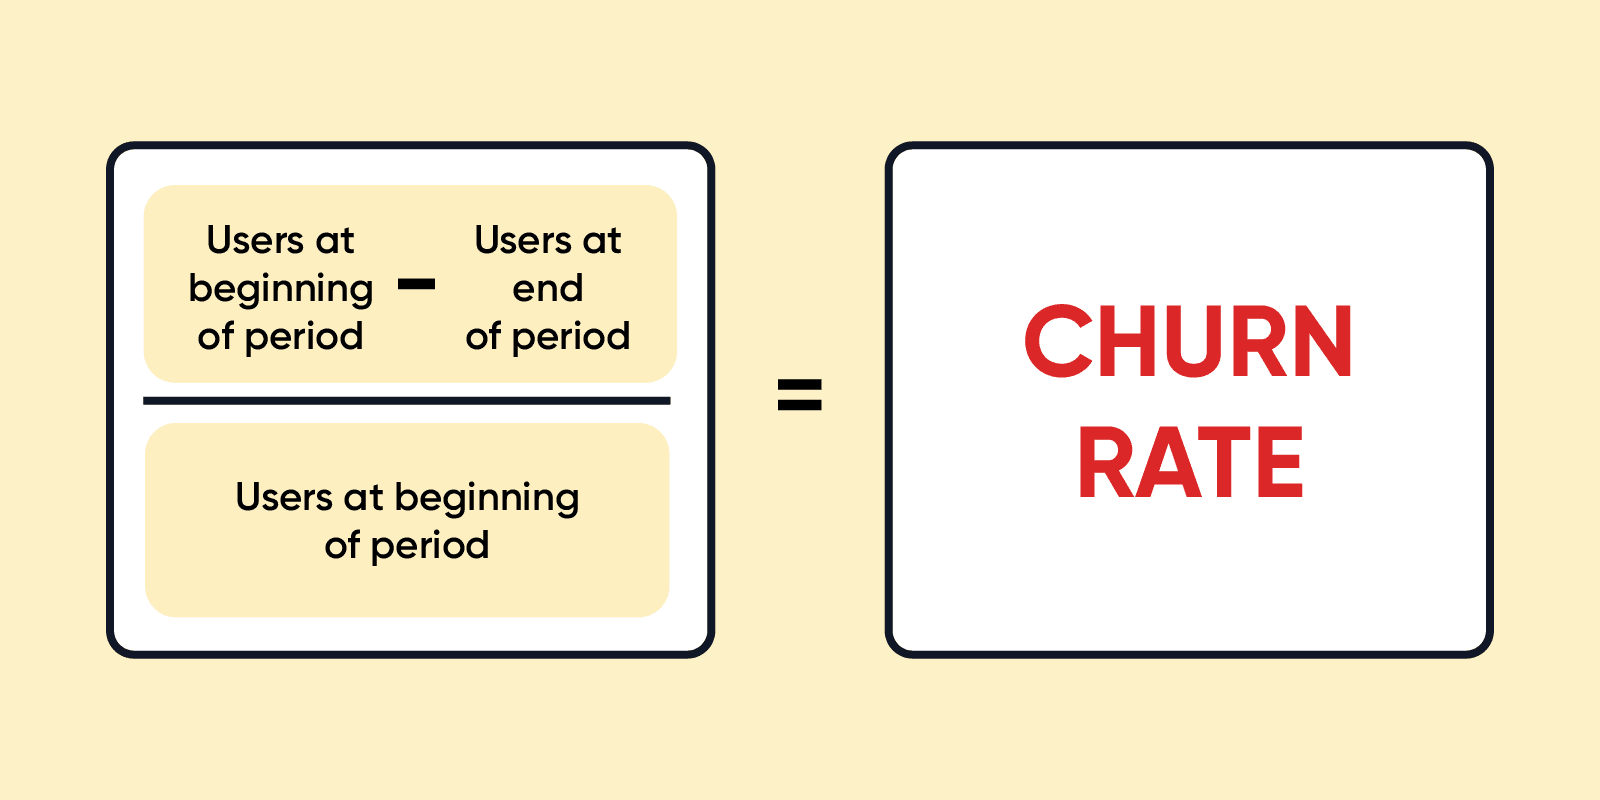 Users at
beginning
of period
-
Users at
end
of period
Users at beginning
of period
=
CHURN
RATE